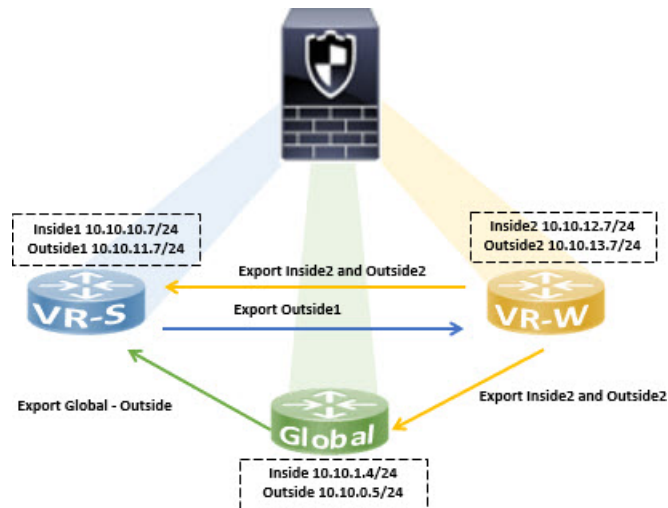 Inside1 10.10.10.7/24
Outside1 10.10.11.7/24
Inside2 10.10.12.7/24
Outside2 10.10.13.7/24
Export Inside2 and Outside2
Export Outside1
VR-S
VR-W
Export Global - Outside
Export Inside2 and Outside2
Global
Inside 10.10.1.4/24
Outside 10.10.0.5/24